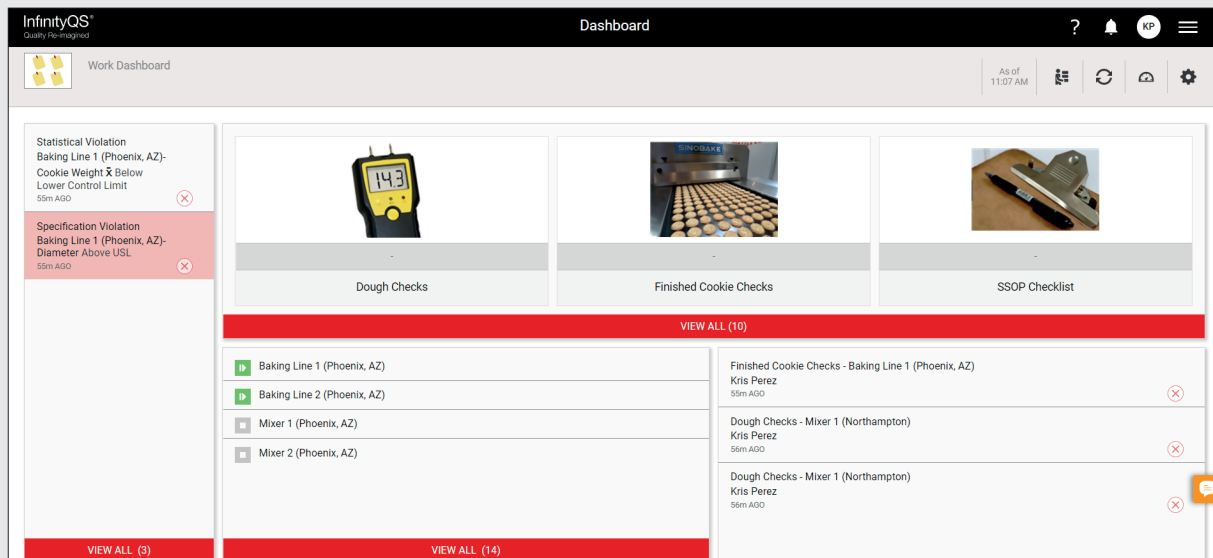 InfinityQS®
Quality Re-imagined
Dashboard
?
KP
Work Dashboard
As of
11:07 AM
Statistical Violation
Baking Line 1 (Phoenix, AZ)-
Cookie Weight X̄ Below
Lower Control Limit
55m AGO
Specification Violation
Baking Line 1 (Phoenix, AZ)-
Diameter Above USL
55m AGO
14.3
SINOBAKE
-
-
-
Dough Checks
Finished Cookie Checks
SSOP Checklist
VIEW ALL (10)
Baking Line 1 (Phoenix, AZ)
Baking Line 2 (Phoenix, AZ)
Mixer 1 (Phoenix, AZ)
Mixer 2 (Phoenix, AZ)
Finished Cookie Checks - Baking Line 1 (Phoenix, AZ)
Kris Perez
55m AGO
Dough Checks - Mixer 1 (Northampton)
Kris Perez
56m AGO
Dough Checks - Mixer 1 (Northampton)
Kris Perez
56m AGO
VIEW ALL (3)
VIEW ALL (14)